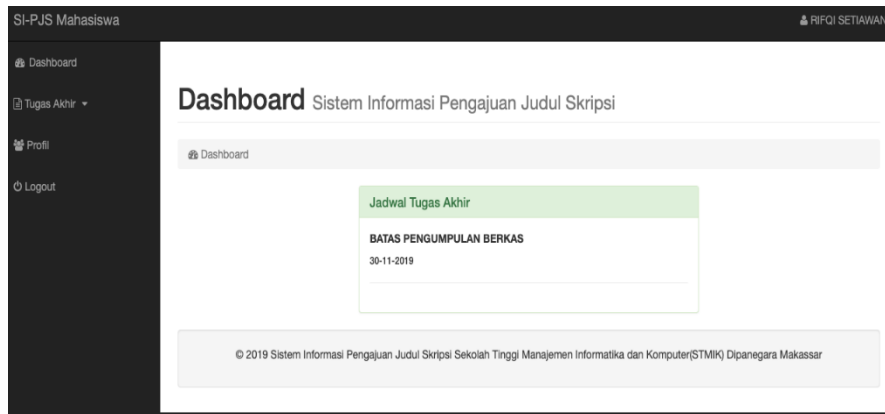 SI-PJS Mahasiswa
RIFQI SETIAWAN
Dashboard
Tugas Akhir
Profil
Logout
Dashboard Sistem Informasi Pengajuan Judul Skripsi
Dashboard
Jadwal Tugas Akhir
BATAS PENGUMPULAN BERKAS
30-11-2019
© 2019 Sistem Informasi Pengajuan Judul Skripsi Sekolah Tinggi Manajemen Informatika dan Komputer(STMIK) Dipanegara Makassar